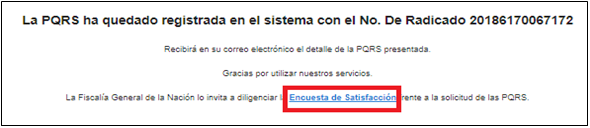 La PQRS ha quedado registrada en el sistema con el No. De Radicado 20186170067172
Recibirá en su correo electrónico el detalle de la PQRS presentada.
Gracias por utilizar nuestros servicios.
La Fiscalía General de la Nación lo invita a diligenciar l Encuesta de Satisfacción rente a la solicitud de las PQRS.